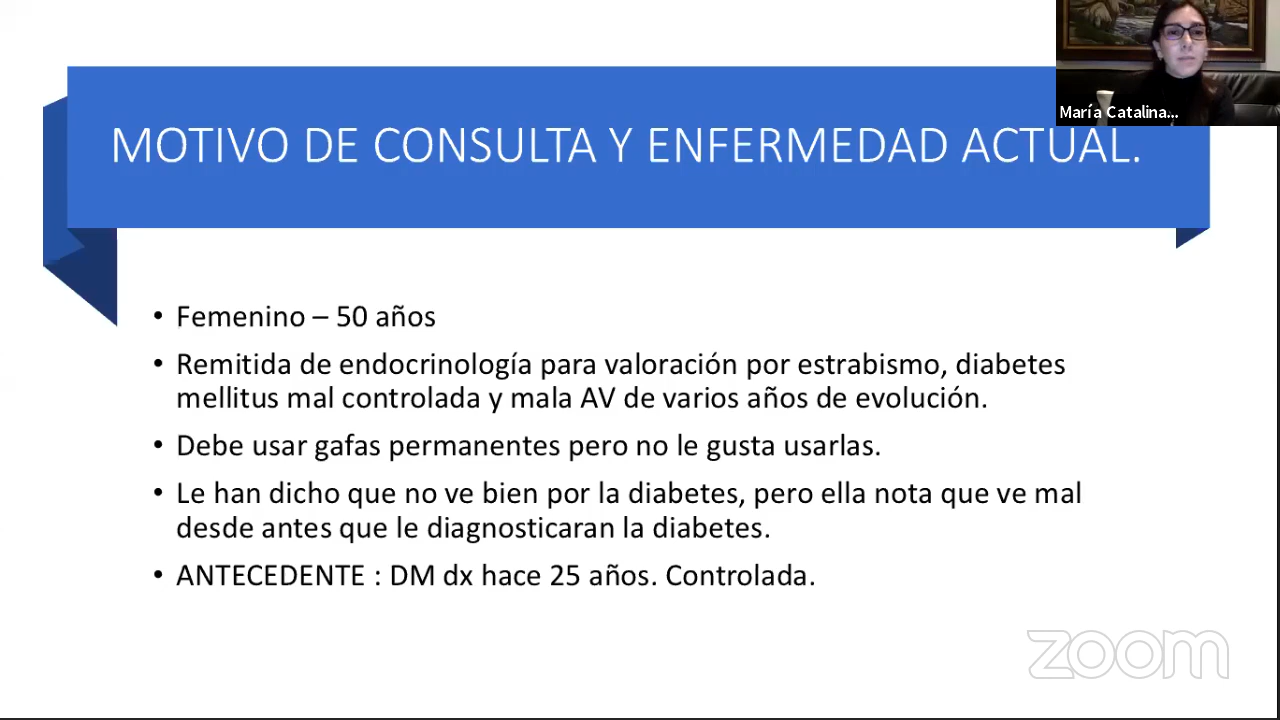 María Catalina...
MOTIVO DE CONSULTA Y ENFERMEDAD ACTUAL.
• Femenino – 50 años
• Remitida de endocrinología para valoración por estrabismo, diabetes
mellitus mal controlada y mala AV de varios años de evolución.
• Debe usar gafas permanentes pero no le gusta usarlas.
• Le han dicho que no ve bien por la diabetes, pero ella nota que ve mal
desde antes que le diagnosticaran la diabetes.
• ANTECEDENTE : DM dx hace 25 años. Controlada.
zoom